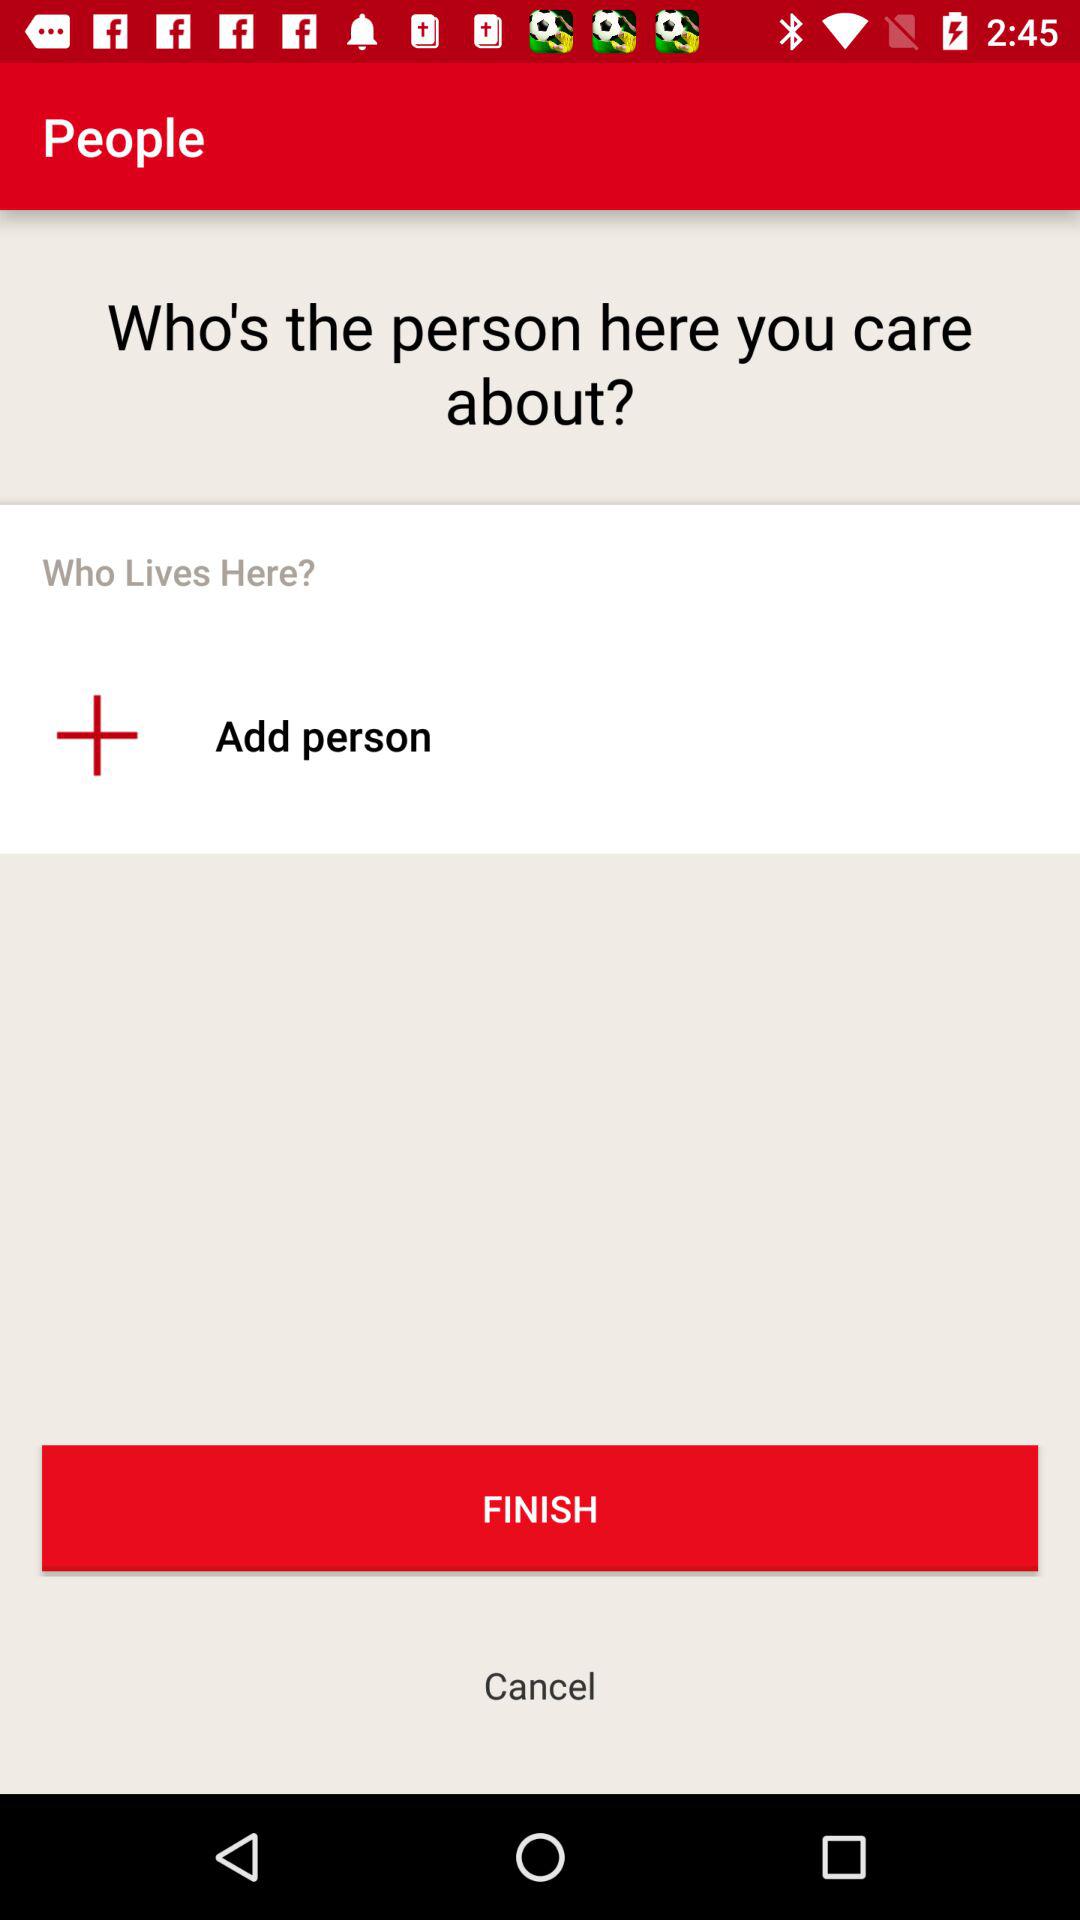 2:45
People
Who's the person here you care
about?
Who Lives Here?
Add person
FINISH
Cancel